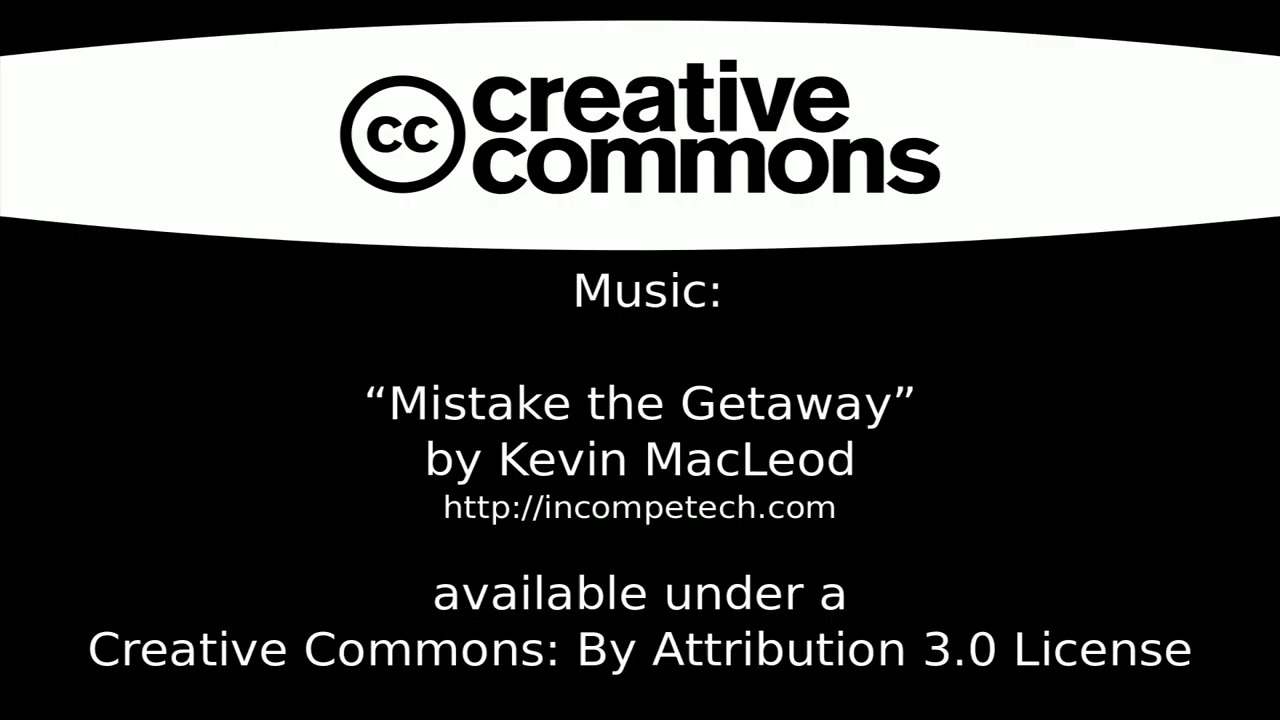 cc creative
commons
Music:
“Mistake the Getaway”
by Kevin MacLeod
http://incompetech.com
available under a
Creative Commons: By Attribution 3.0 License